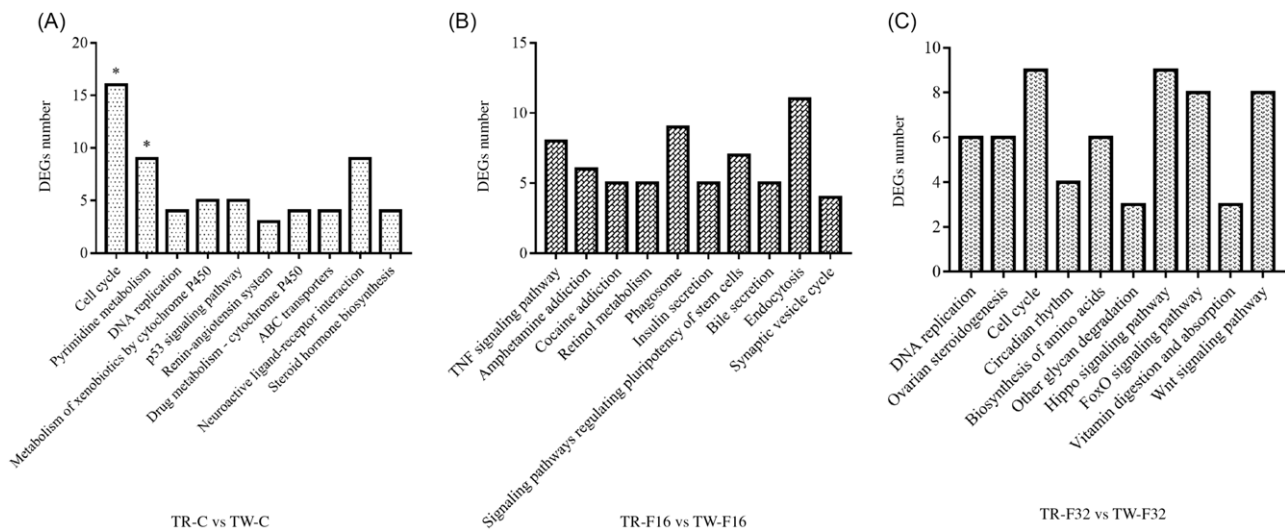 (A)
20
15
10
5
0
DEGs number
*
*
Cell cycle
Pyrimidine metabolism
DNA replication
Metabolism of xenobiotics by cytochrome P450
p53 signaling pathway
Renin-angiotensin system
Drug metabolism - cytochrome P450
ABC transporters
Neuroactive ligand-receptor interaction
Steroid hormone biosynthesis
TR-C vs TW-C
(B)
15
10
5
0
DEGs number
TNF signaling pathway
Amphetamine addiction
Cocaine addiction
Retinol metabolism
Phagosome
Insulin secretion
Signaling pathways regulating pluripotency of stem cells
Bile secretion
Endocytosis
Synaptic vesicle cycle
TR-F16 vs TW-F16
(C)
10
8
6
4
2
0
DEGs number
DNA replication
Ovarian steroidogenesis
Cell cycle
Circadian rhythm
Biosynthesis of amino acids
Other glycan degradation
Hippo signaling pathway
FoxO signaling pathway
Vitamin digestion and absorption
Wnt signaling pathway
TR-F32 vs TW-F32